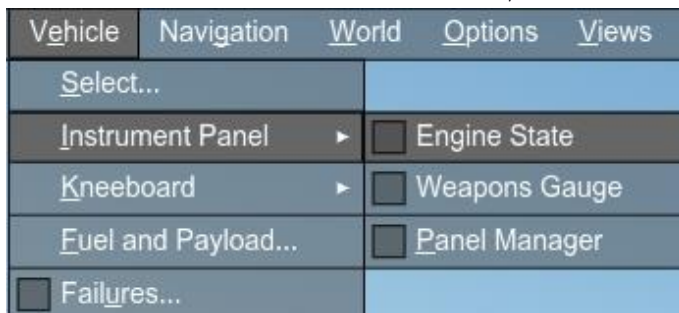 Vehicle Navigation World Options Views
Select...
Instrument Panel Engine State
Kneeboard Weapons Gauge
Fuel and Payload... Panel Manager
Failures...